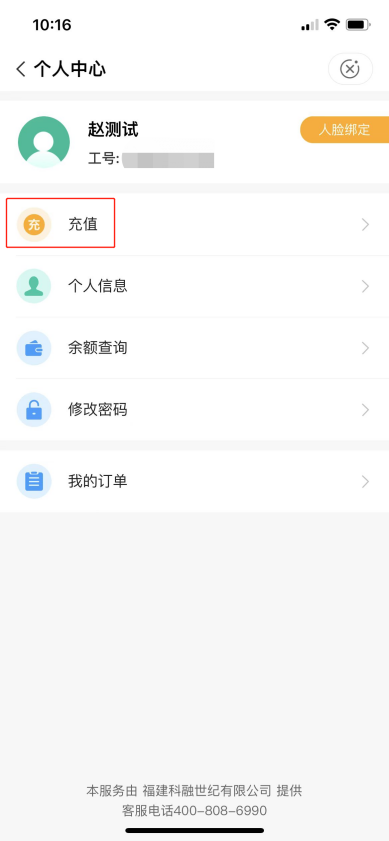 10:16
个人中心
赵测试
人脸绑定
工号:
充 充值
个人信息
余额查询
修改密码
我的订单
本服务由 福建科融世纪有限公司 提供
客服电话400-808-6990